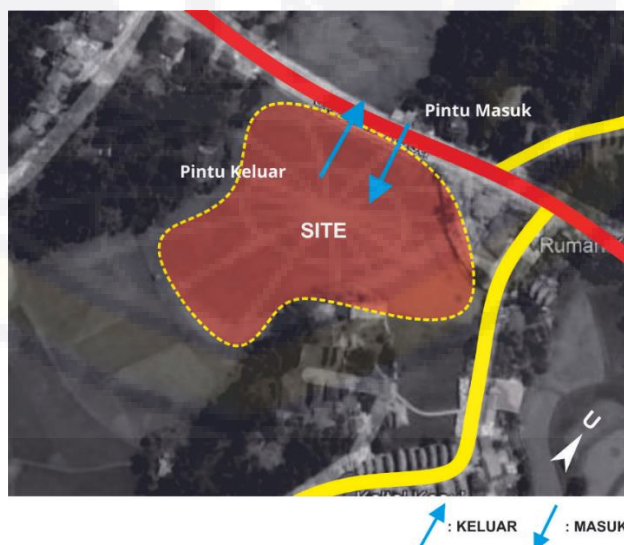 Pintu Masuk
Pintu Keluar
SITE
Rumah
U
: KELUAR
: MASUK